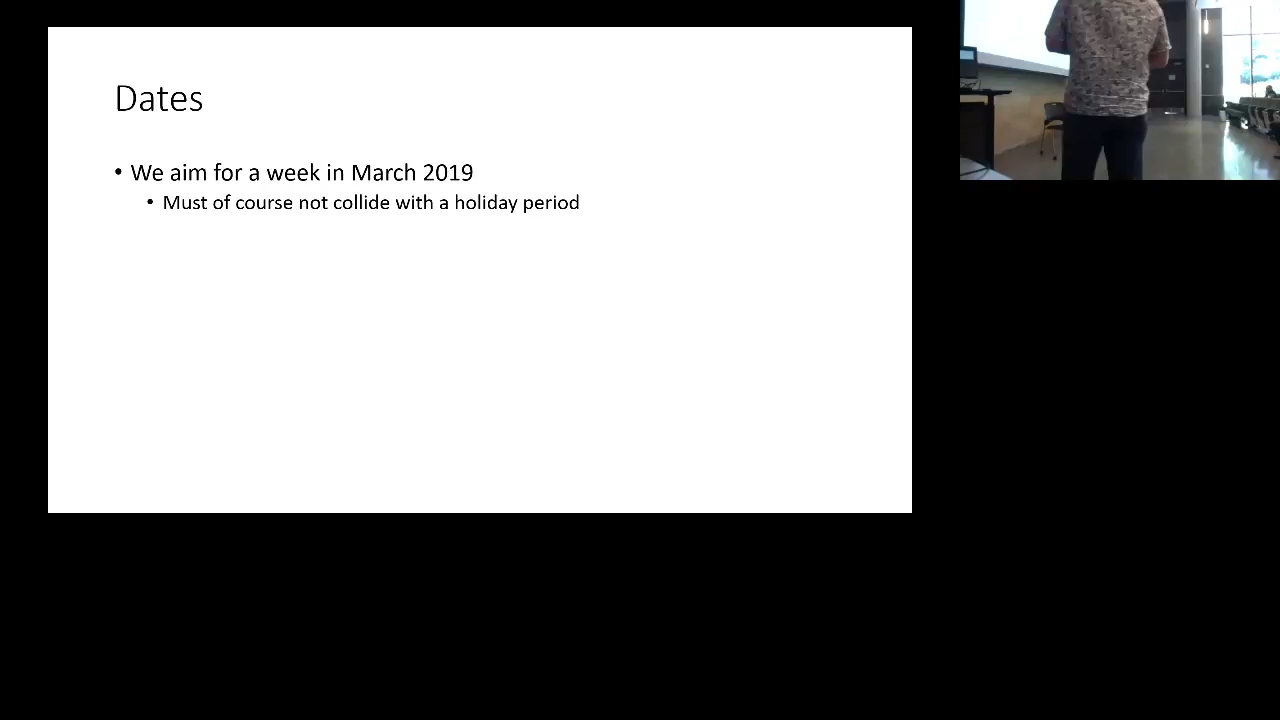 Dates
• We aim for a week in March 2019
• Must of course not collide with a holiday period